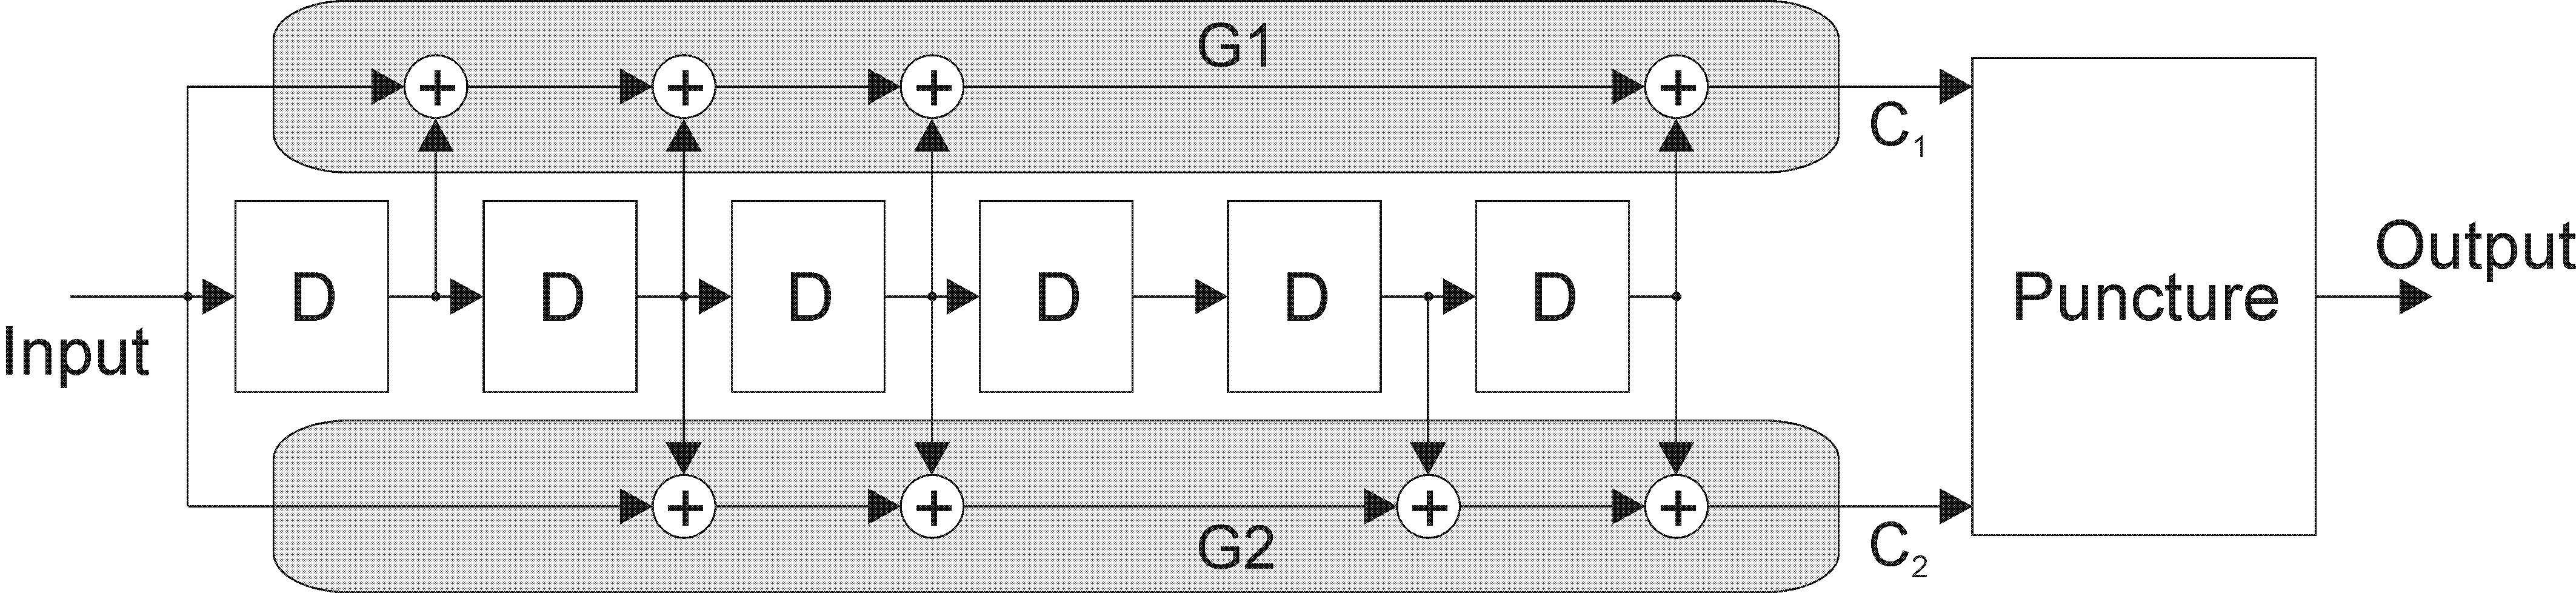 G1
+ + + +
C₁
D D D D D D
Input
Puncture
Output
+ + + +
G2
C₂